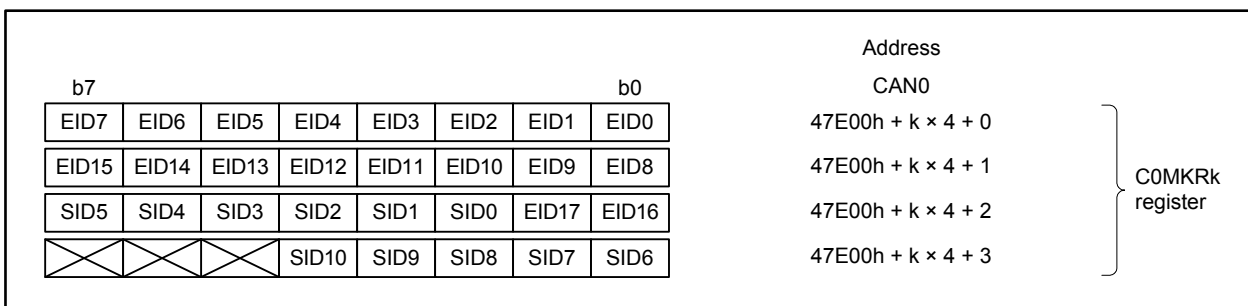 Address
b7 b0 CAN0
EID7 EID6 EID5 EID4 EID3 EID2 EID1 EID0 47E00h + k × 4 + 0
EID15 EID14 EID13 EID12 EID11 EID10 EID9 EID8 47E00h + k × 4 + 1
C0MKRk
SID5 SID4 SID3 SID2 SID1 SID0 EID17 EID16 47E00h + k × 4 + 2
register
SID10 SID9 SID8 SID7 SID6 47E00h + k × 4 + 3